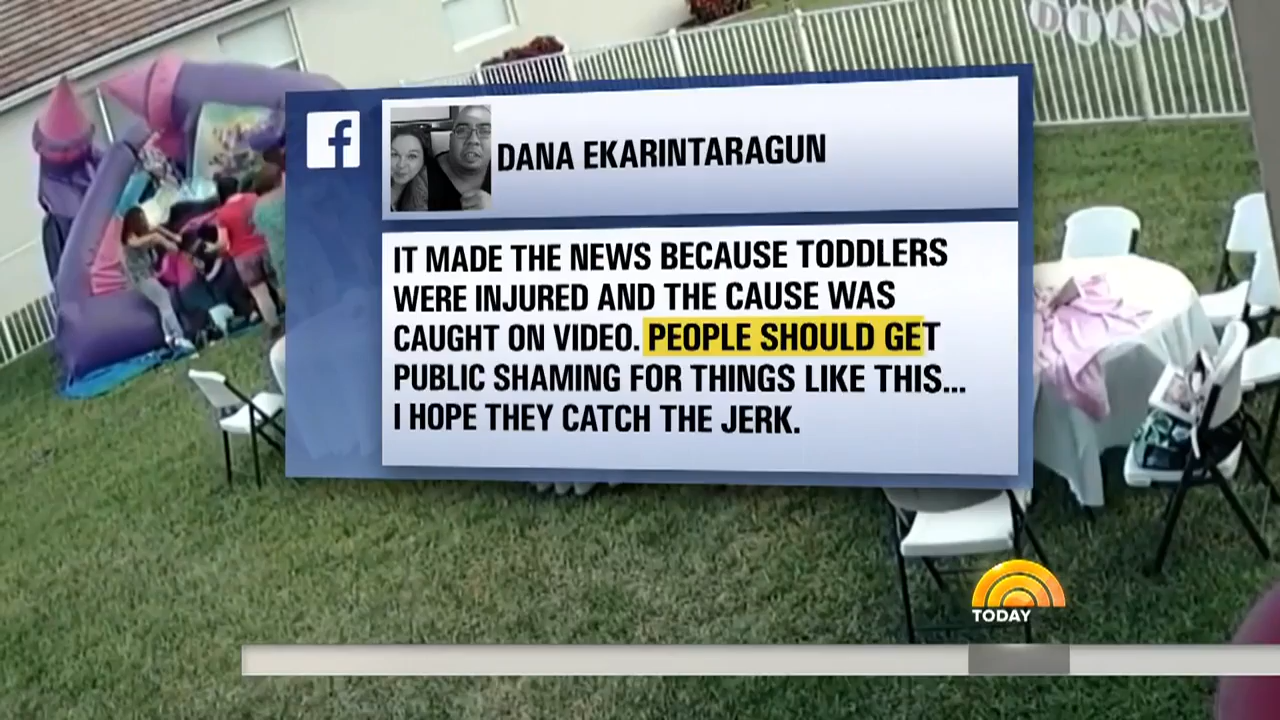 DIANA
f
DANA EKARINTARAGUN
IT MADE THE NEWS BECAUSE TODDLERS
WERE INJURED AND THE CAUSE WAS
CAUGHT ON VIDEO. PEOPLE SHOULD GET
PUBLIC SHAMING FOR THINGS LIKE THIS...
I HOPE THEY CATCH THE JERK.
TODAY